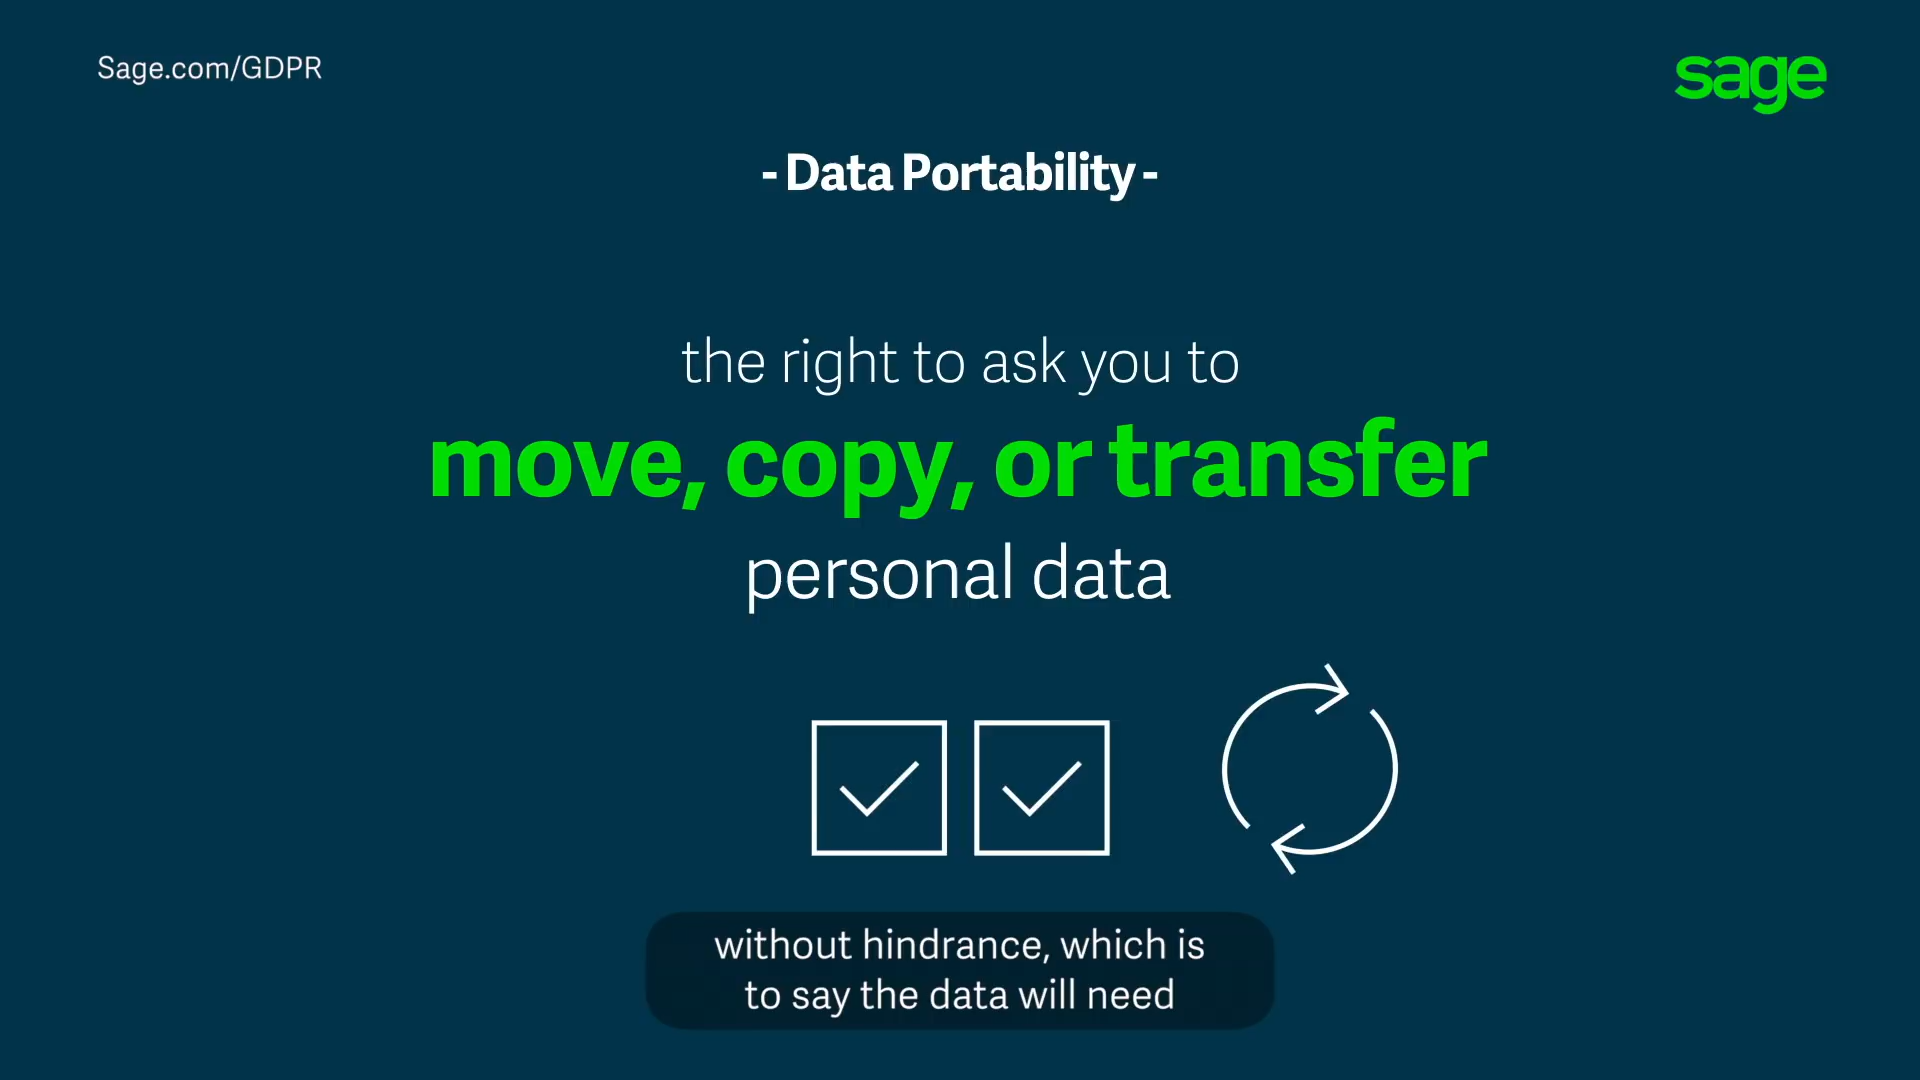 Sage.com/GDPR
sage
- Data Portability -
the right to ask you to
move, copy, or transfer
personal data
without hindrance, which is
to say the data will need